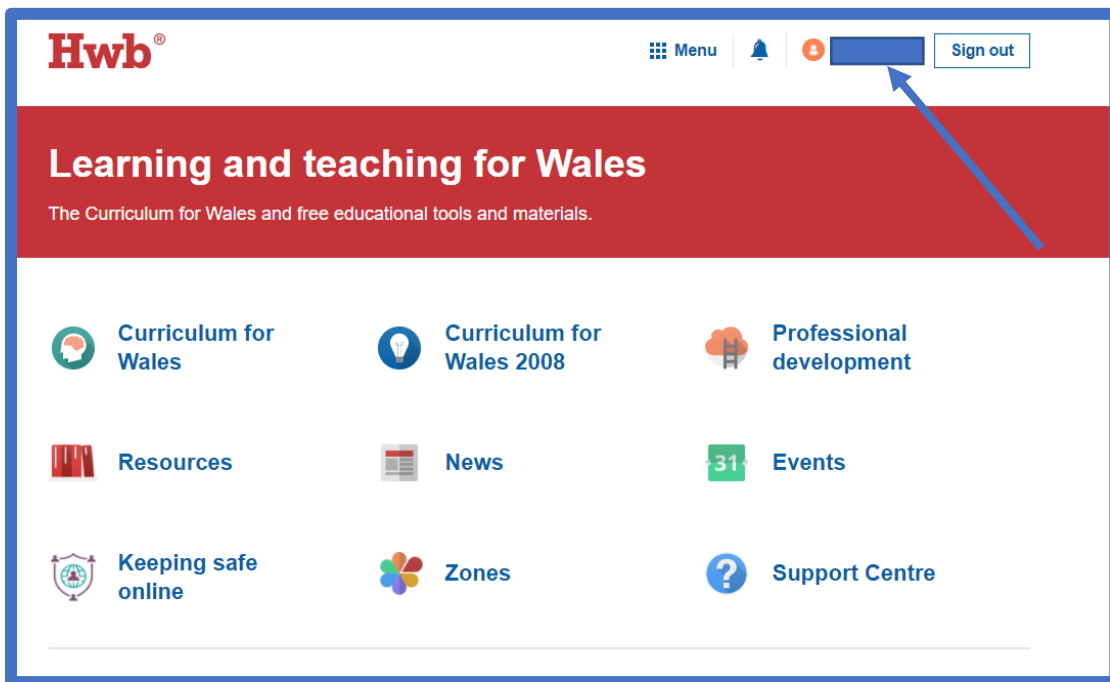 Hwb®
Menu
Sign out
Learning and teaching for Wales
The Curriculum for Wales and free educational tools and materials.
Curriculum for
Wales
Curriculum for
Wales 2008
Professional
development
Resources
News
31
Events
Keeping safe
online
Zones
?
Support Centre